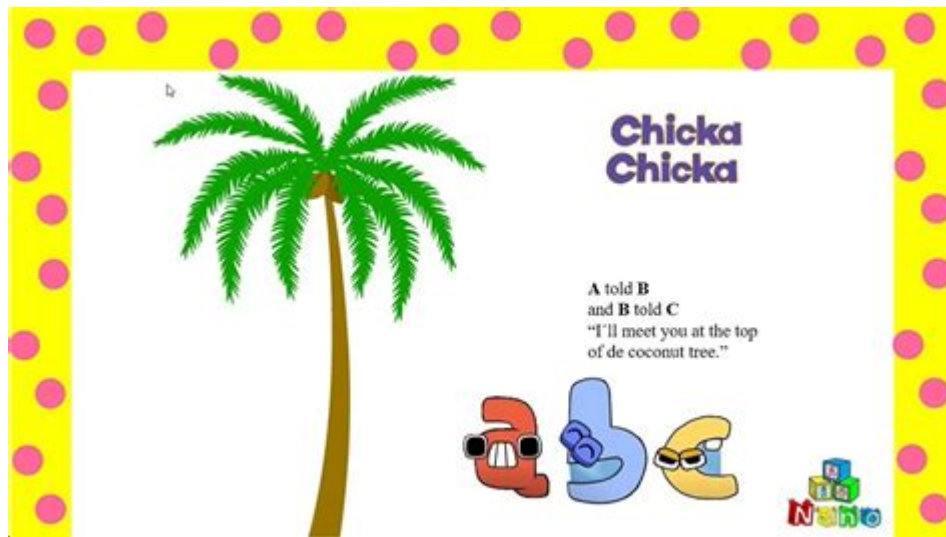 Chicka
Chicka
A told B
and B told C
“I´ll meet you at the top
of de coconut tree.”
a b c
Nano